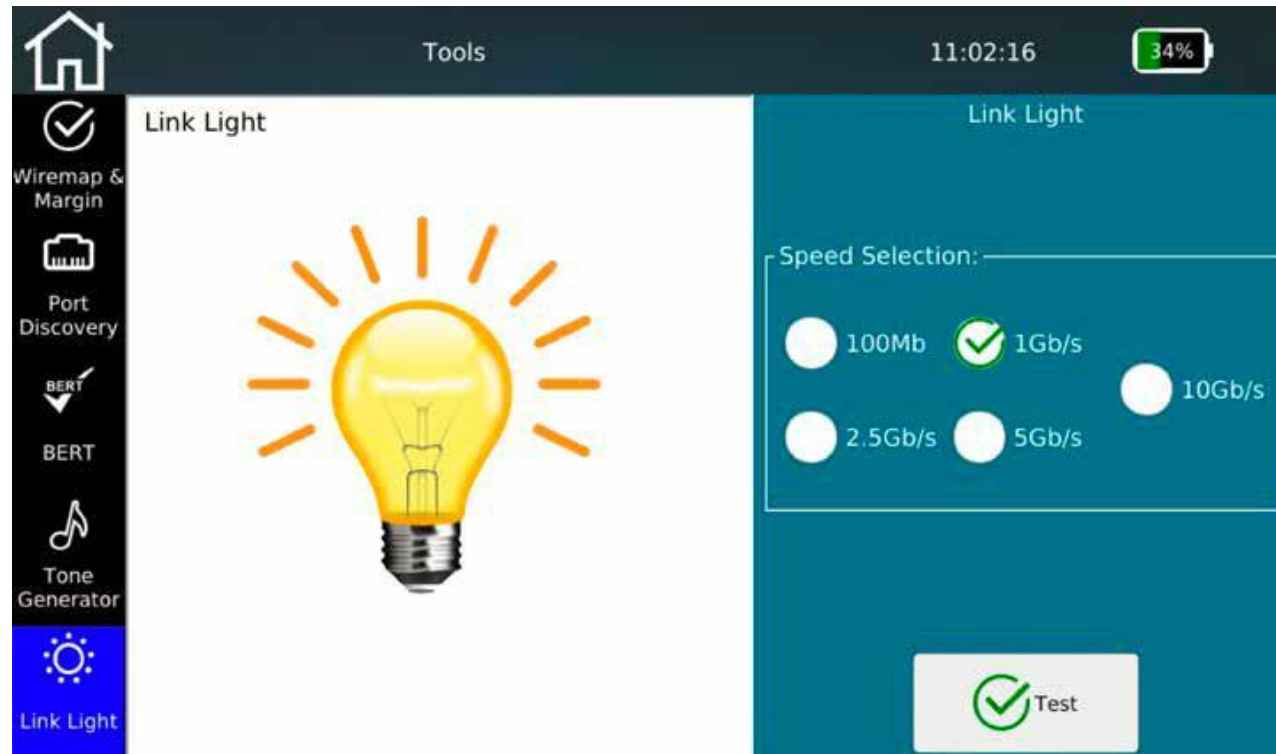 Tools
11:02:16
34%
Wiremap &
Margin
Port
Discovery
BERT
BERT
Tone
Generator
Link Light
Link Light
Link Light
Speed Selection:
100Mb
1Gb/s
10Gb/s
2.5Gb/s
5Gb/s
Test